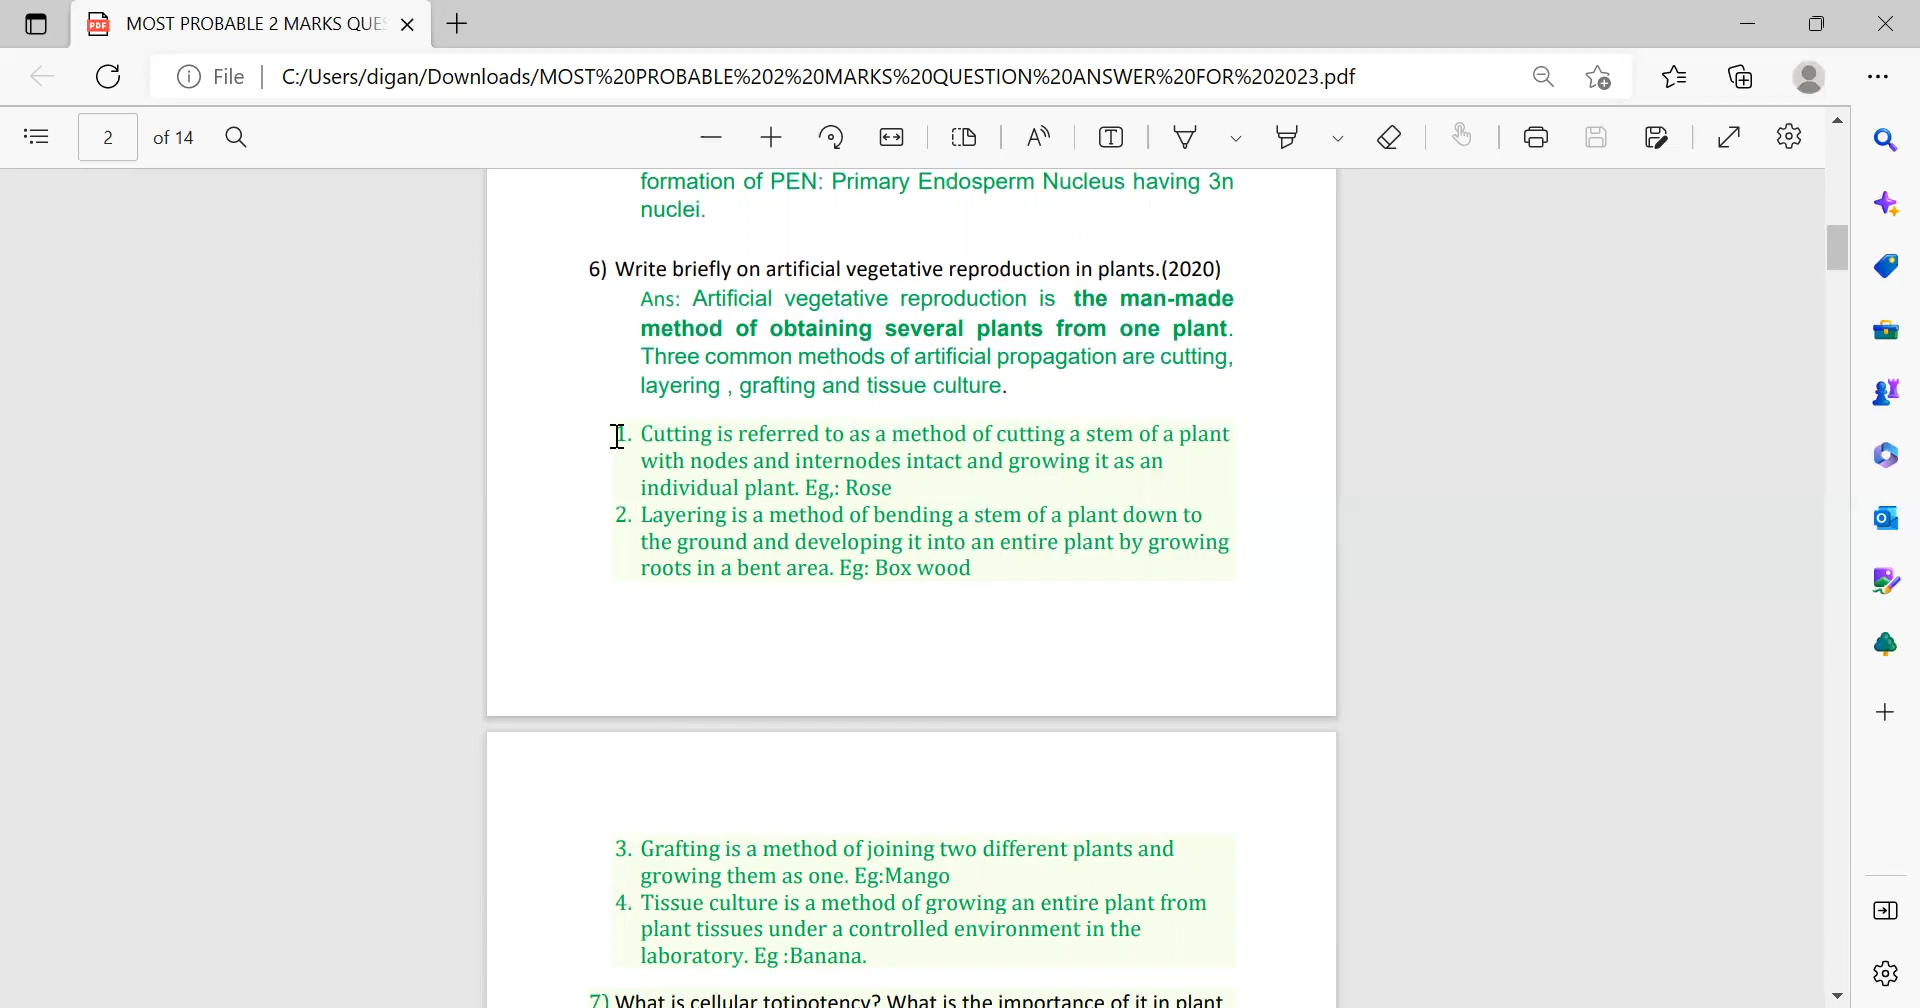 MOST PROBABLE 2 MARKS QUES
File
C:/Users/digan/Downloads/MOST%20PROBABLE%202%20MARKS%20QUESTION%20ANSWER%20FOR%202023.pdf
2 of 14
formation of PEN: Primary Endosperm Nucleus having 3n
nuclei.
6) Write briefly on artificial vegetative reproduction in plants.(2020)
Ans: Artificial vegetative reproduction is the man-made
method of obtaining several plants from one plant.
Three common methods of artificial propagation are cutting,
layering , grafting and tissue culture.
1. Cutting is referred to as a method of cutting a stem of a plant
with nodes and internodes intact and growing it as an
individual plant. Eg,: Rose
2. Layering is a method of bending a stem of a plant down to
the ground and developing it into an entire plant by growing
roots in a bent area. Eg: Box wood
3. Grafting is a method of joining two different plants and
growing them as one. Eg:Mango
4. Tissue culture is a method of growing an entire plant from
plant tissues under a controlled environment in the
laboratory. Eg :Banana.
7) What is cellular totipotency? What is the importance of it in plant